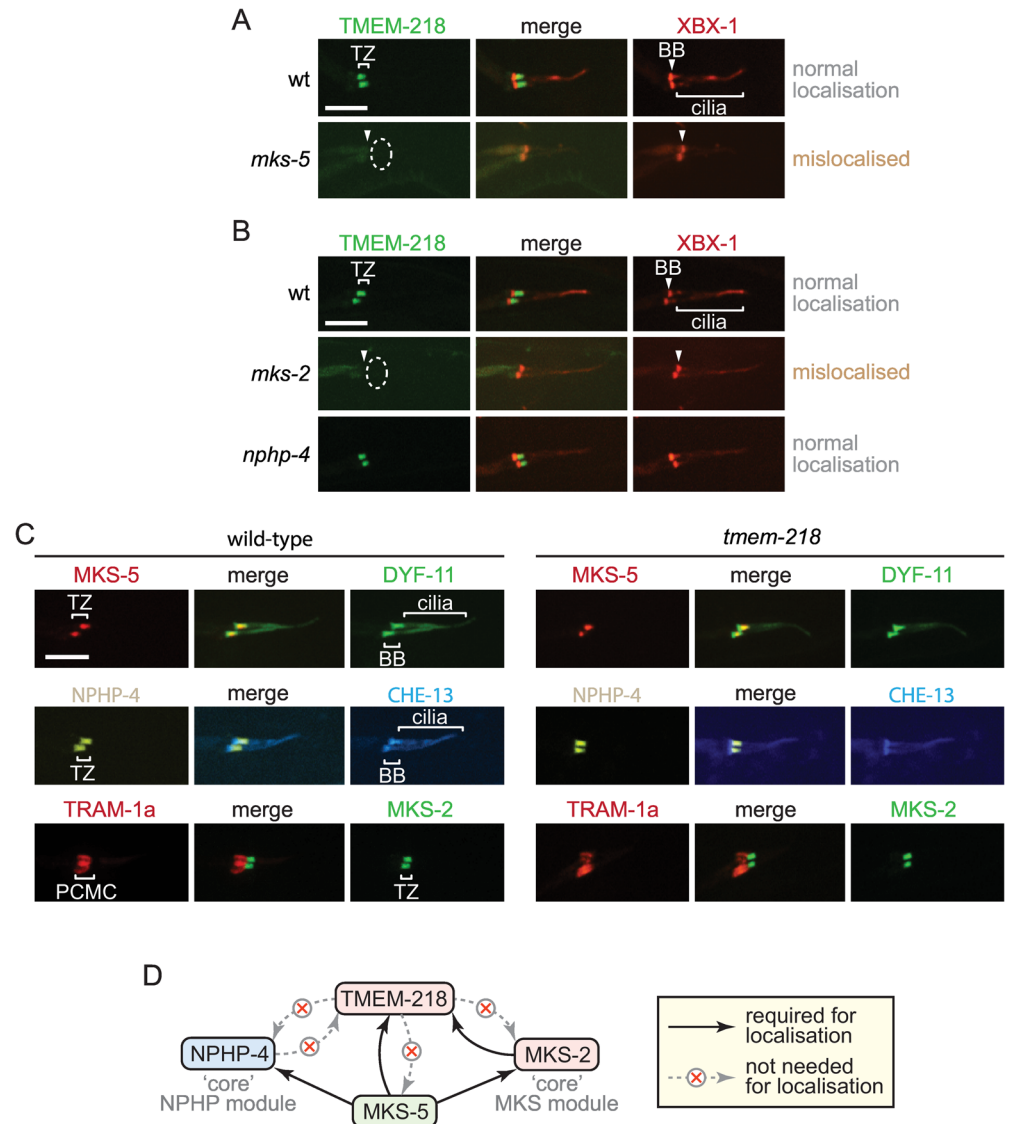 A
TMEM-218 merge XBX-1
TZ BB
wt
normal
localisation
cilia
mks-5
mislocalised
B
TMEM-218 merge XBX-1
TZ BB
wt
normal
localisation
cilia
mks-2
mislocalised
nphp-4
normal
localisation
C
wild-type
MKS-5 merge DYF-11
TZ cilia
BB
NPHP-4 merge CHE-13
cilia
TZ BB
TRAM-1a merge MKS-2
PCMC TZ
tmem-218
MKS-5 merge DYF-11
NPHP-4 merge CHE-13
TRAM-1a merge MKS-2
D
TMEM-218
NPHP-4
MKS-2
'core'
NPHP module
'core'
MKS module
MKS-5
required for
localisation
not needed
for localisation